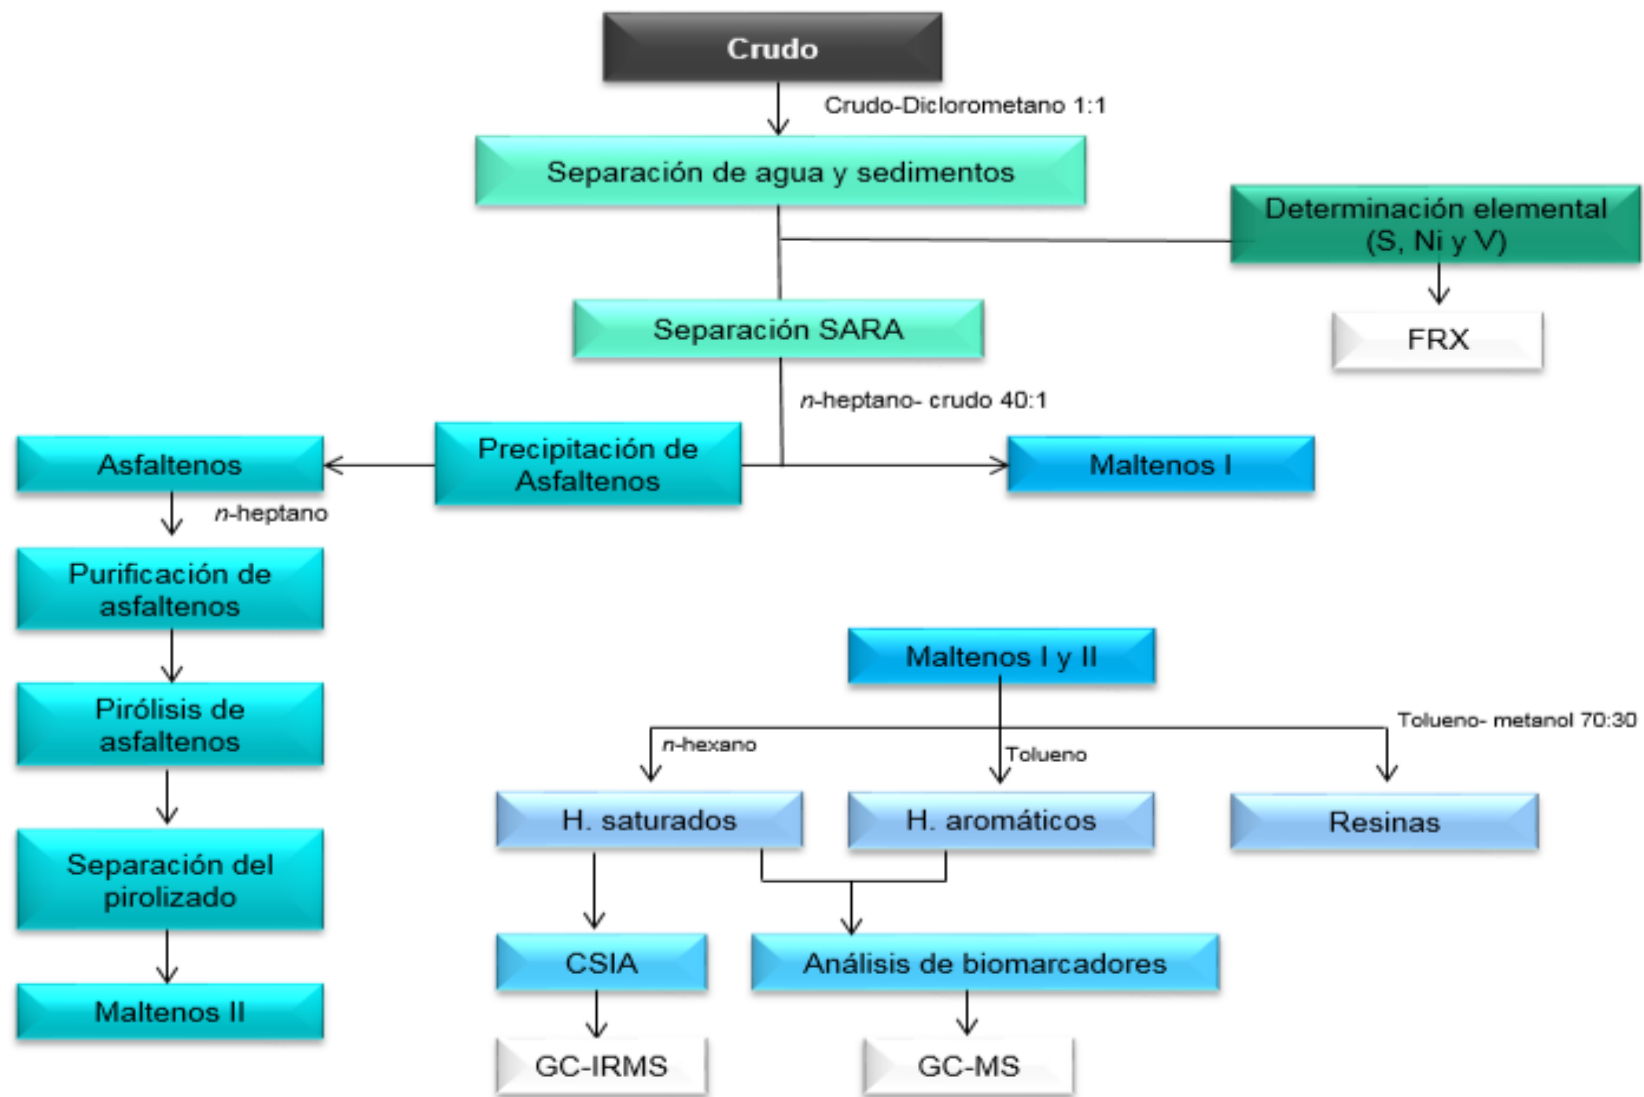 Crudo
Crudo-Diclorometano 1:1
Separación de agua y sedimentos
Determinación elemental
(S, Ni y V)
Separación SARA
FRX
n-heptano- crudo 40:1
Asfaltenos
Precipitación de
Asfaltenos
Maltenos I
n-heptano
Purificación de
asfaltenos
Pirólisis de
asfaltenos
Separación del
pirolizado
Maltenos II
Maltenos I y II
n-hexano
Tolueno
Tolueno- metanol 70:30
H. saturados
H. aromáticos
Resinas
CSIA
Análisis de biomarcadores
GC-IRMS
GC-MS